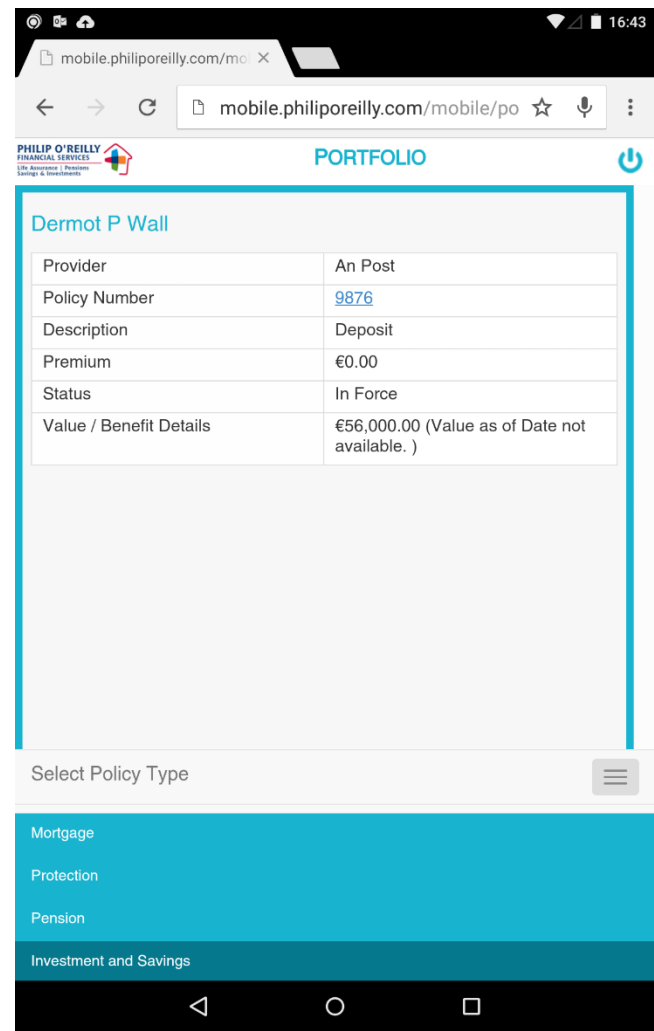 16:43
mobile.philiporeilly.com/mo
mobile.philiporeilly.com/mobile/po
PHILIP O'REILLY
FINANCIAL SERVICES
Life Assurance | Pensions
Savings & Investments
PORTFOLIO
Dermot P Wall
Provider An Post
Policy Number 9876
Description Deposit
Premium €0.00
Status In Force
Value / Benefit Details €56,000.00 (Value as of Date not
available. )
Select Policy Type
Mortgage
Protection
Pension
Investment and Savings